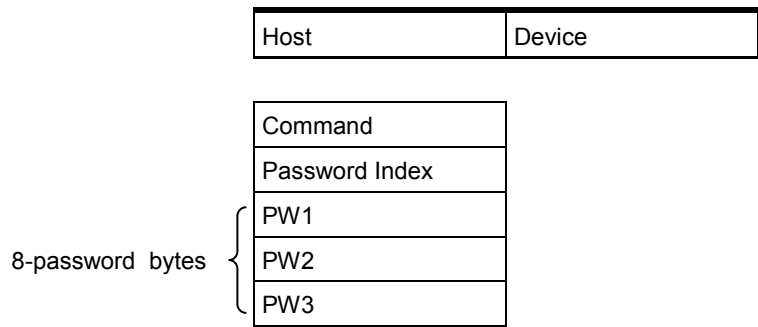 Host Device
Command
Password Index
PW1
8-password bytes PW2
PW3